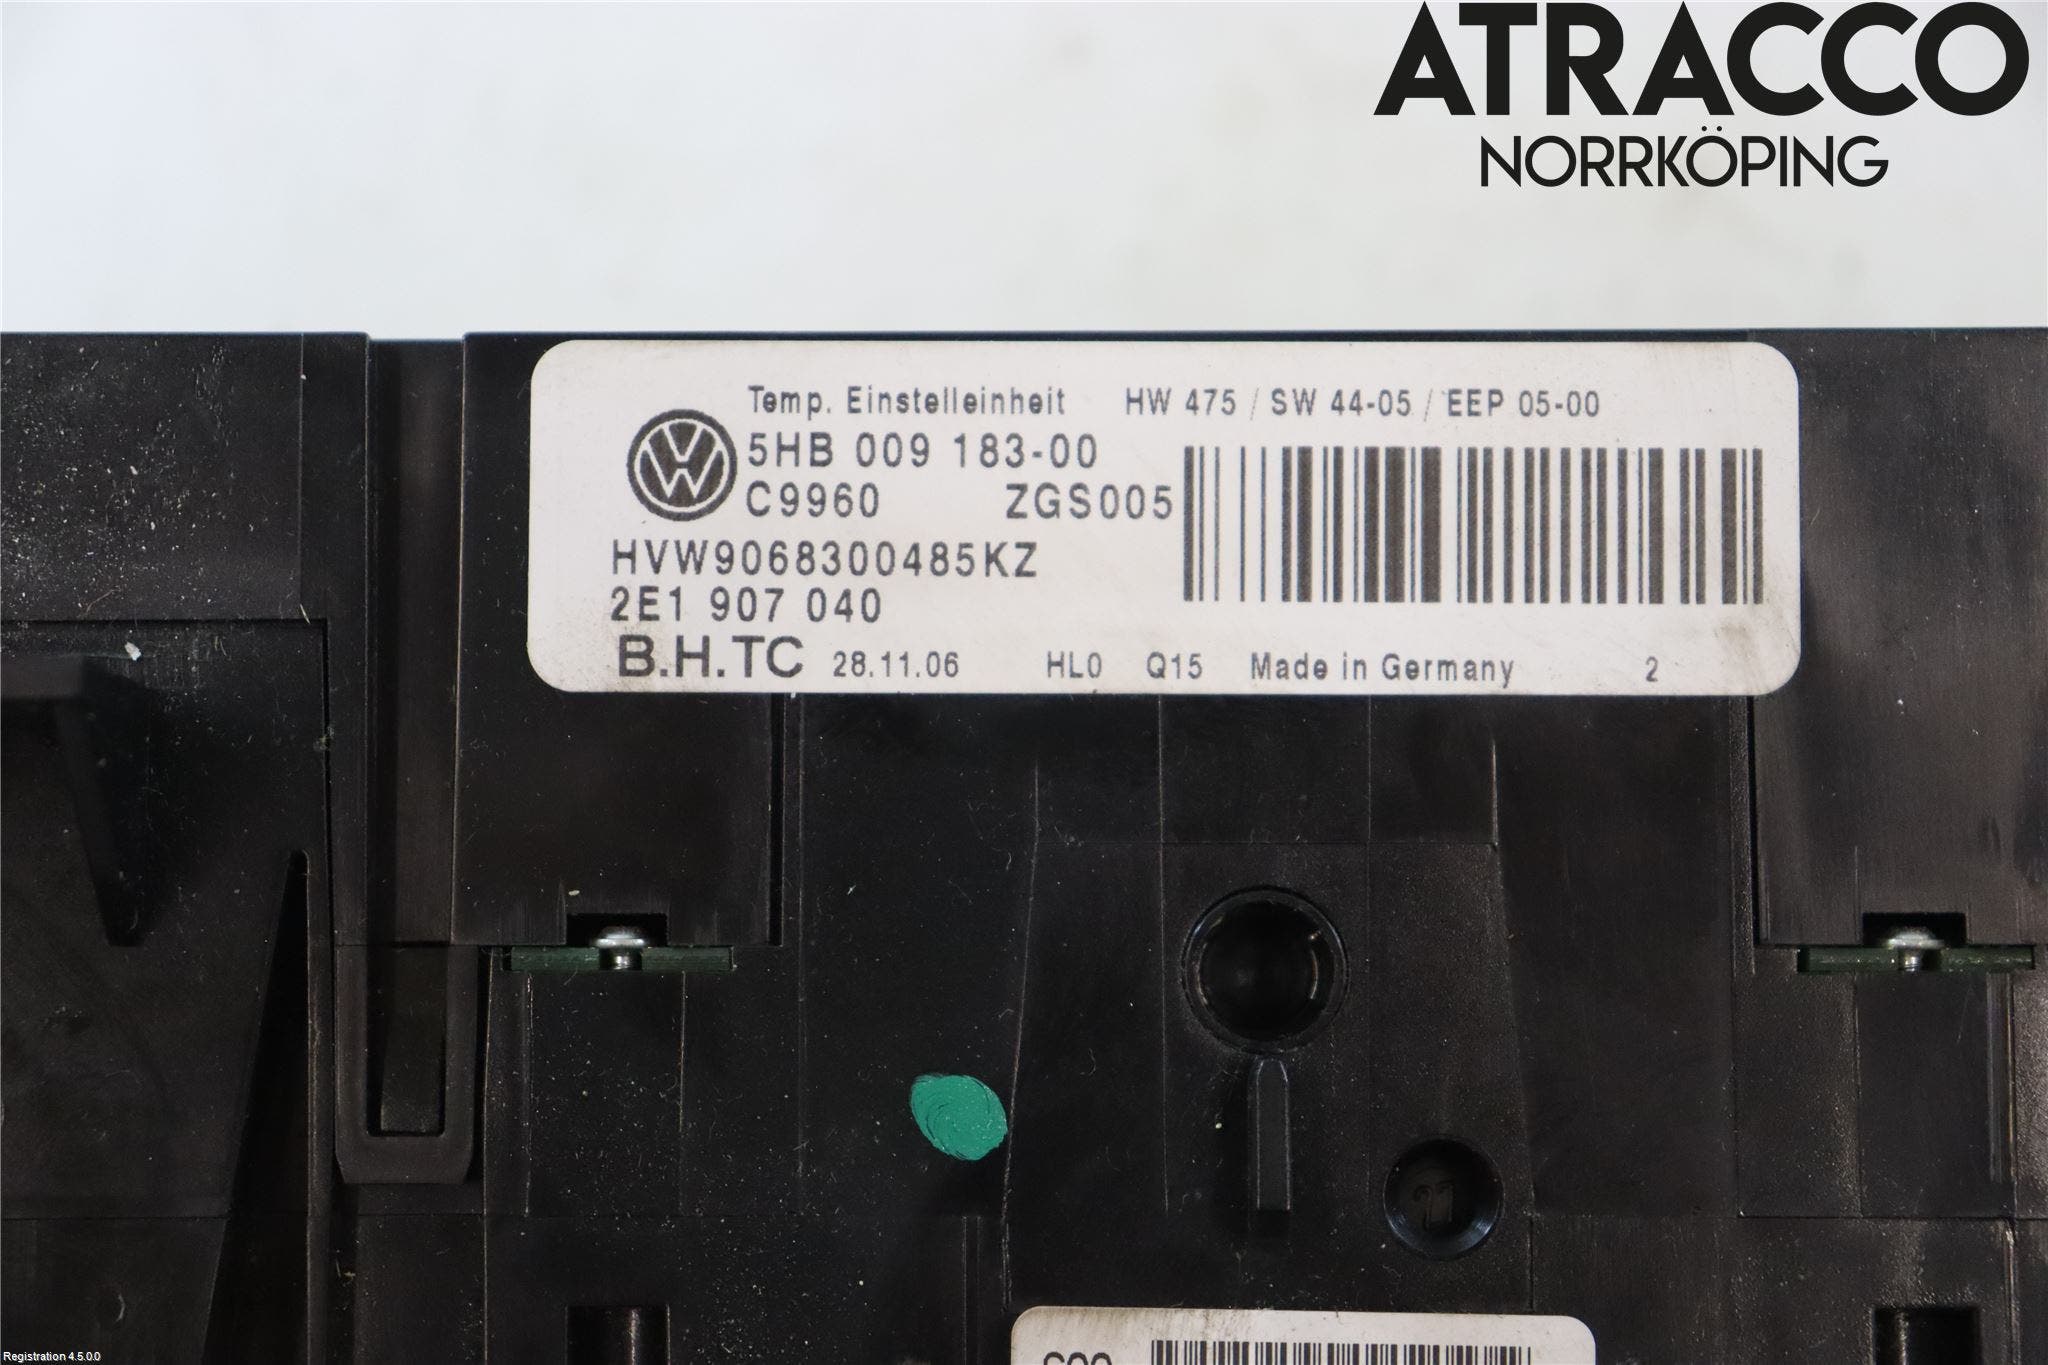 ATRACCO
NORRKÖPING
Temp. Einstelleinheit HW 475 / SW 44-05 / EEP 05-00
5HB 009 183-00
C9960 ZGS005
HVW9068300485KZ
2E1 907 040
B.H.TC 28.11.06 HL0 Q15 Made in Germany 2
Registration 4.5.0.0